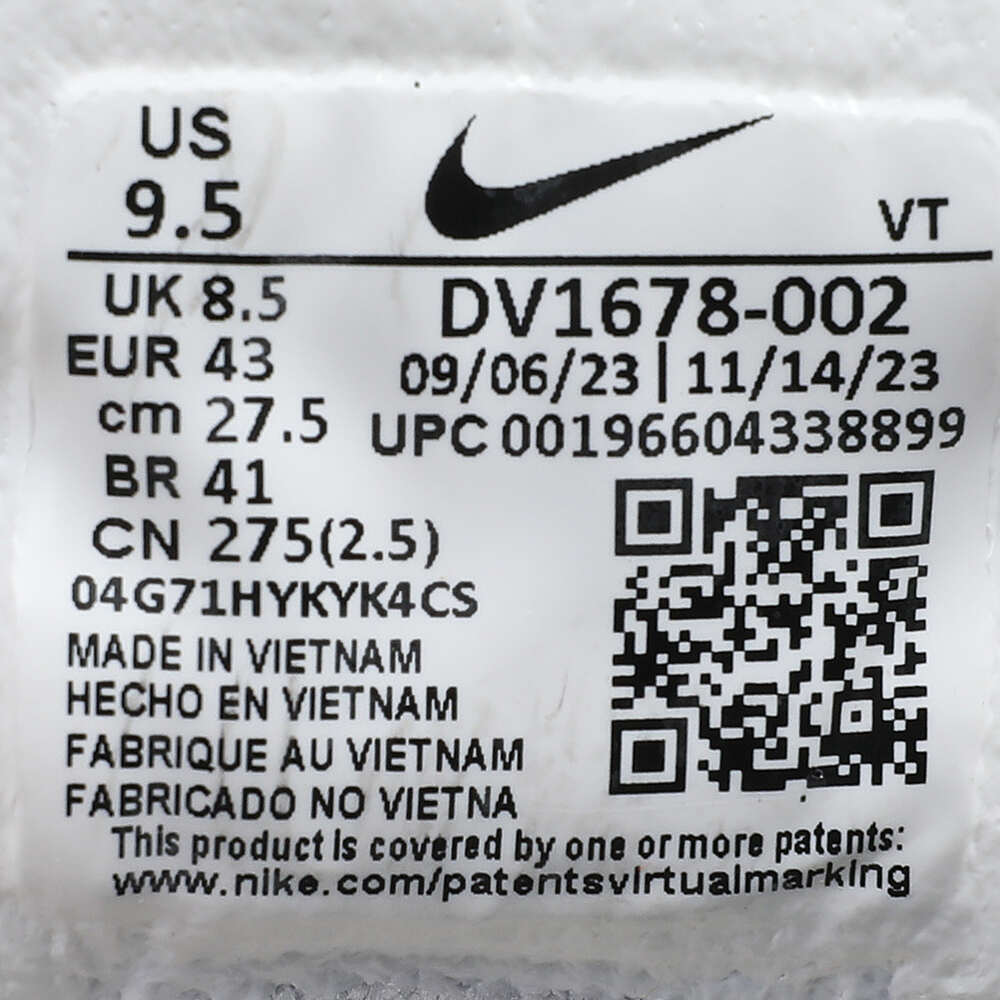 US
9.5
VT
UK 8.5
EUR 43
cm 27.5
BR 41
CN 275(2.5)
DV1678-002
09/06/23 | 11/14/23
UPC 00196604338899
04G71HYKYK4CS
MADE IN VIETNAM
HECHO EN VIETNAM
FABRIQUE AU VIETNAM
FABRICADO NO VIETNA
This product is covered by one or more patents:
www.nike.com/patentsvirtualmarking